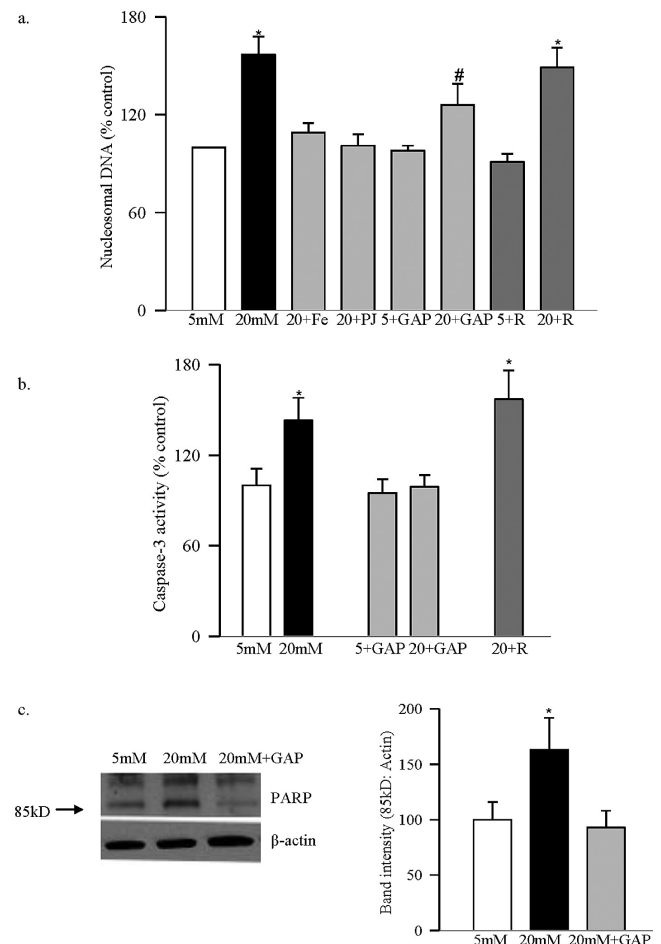 a.
Nucleosomal DNA (% control)
180
120
60
0
*
#
*
5mM 20mM 20+Fe 20+PJ 5+GAP 20+GAP 5+R 20+R
b.
Caspase-3 activity (% control)
180
120
60
0
*
*
5mM 20mM 5+GAP 20+GAP 20+R
c.
5mM 20mM 20mM+GAP
85kD
PARP
β-actin
Band intensity (85kD: Actin)
200
150
100
50
0
*
5mM 20mM 20mM+GAP